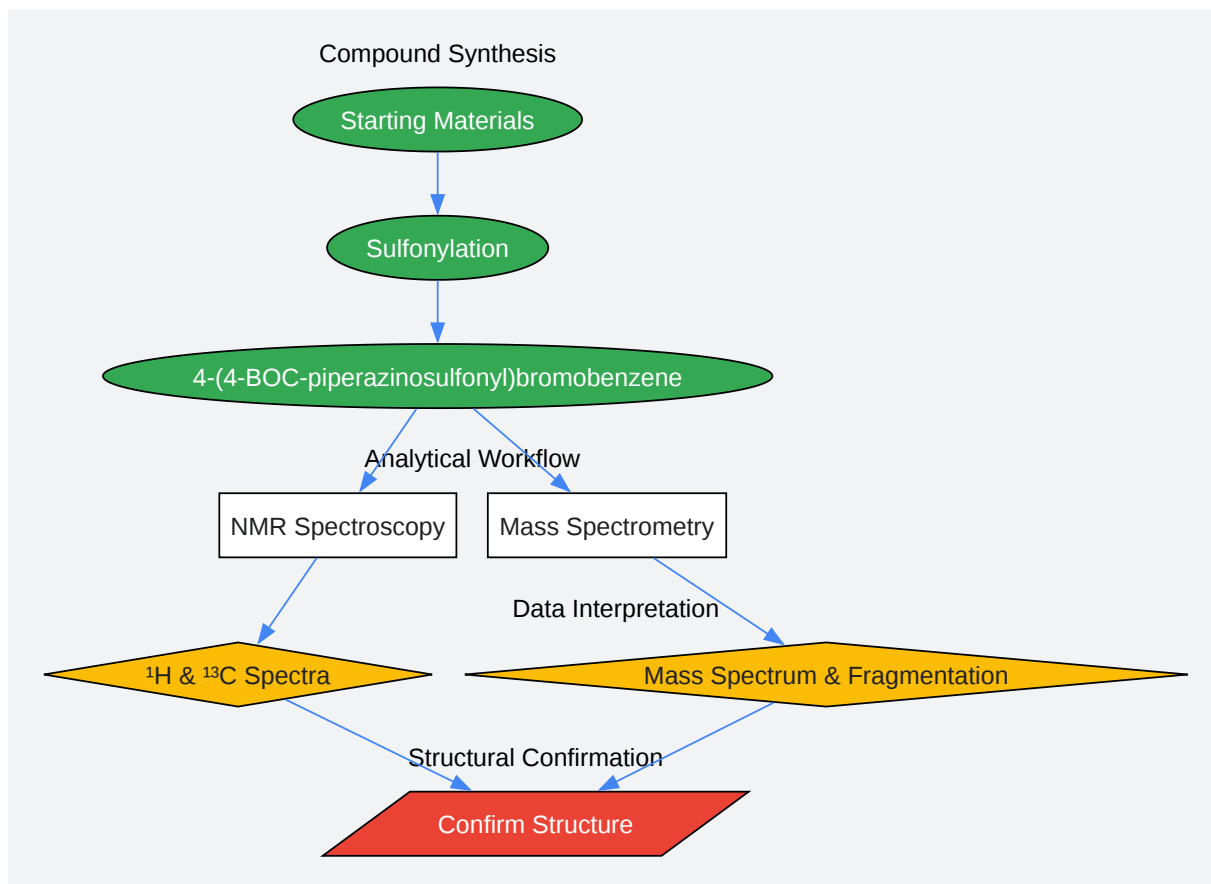 Compound Synthesis
Starting Materials
Sulfonylation
4-(4-BOC-piperazinosulfonyl)bromobenzene
Analytical Workflow
NMR Spectroscopy
Mass Spectrometry
Data Interpretation
¹H & ¹³C Spectra
Mass Spectrum & Fragmentation
Structural Confirmation
Confirm Structure